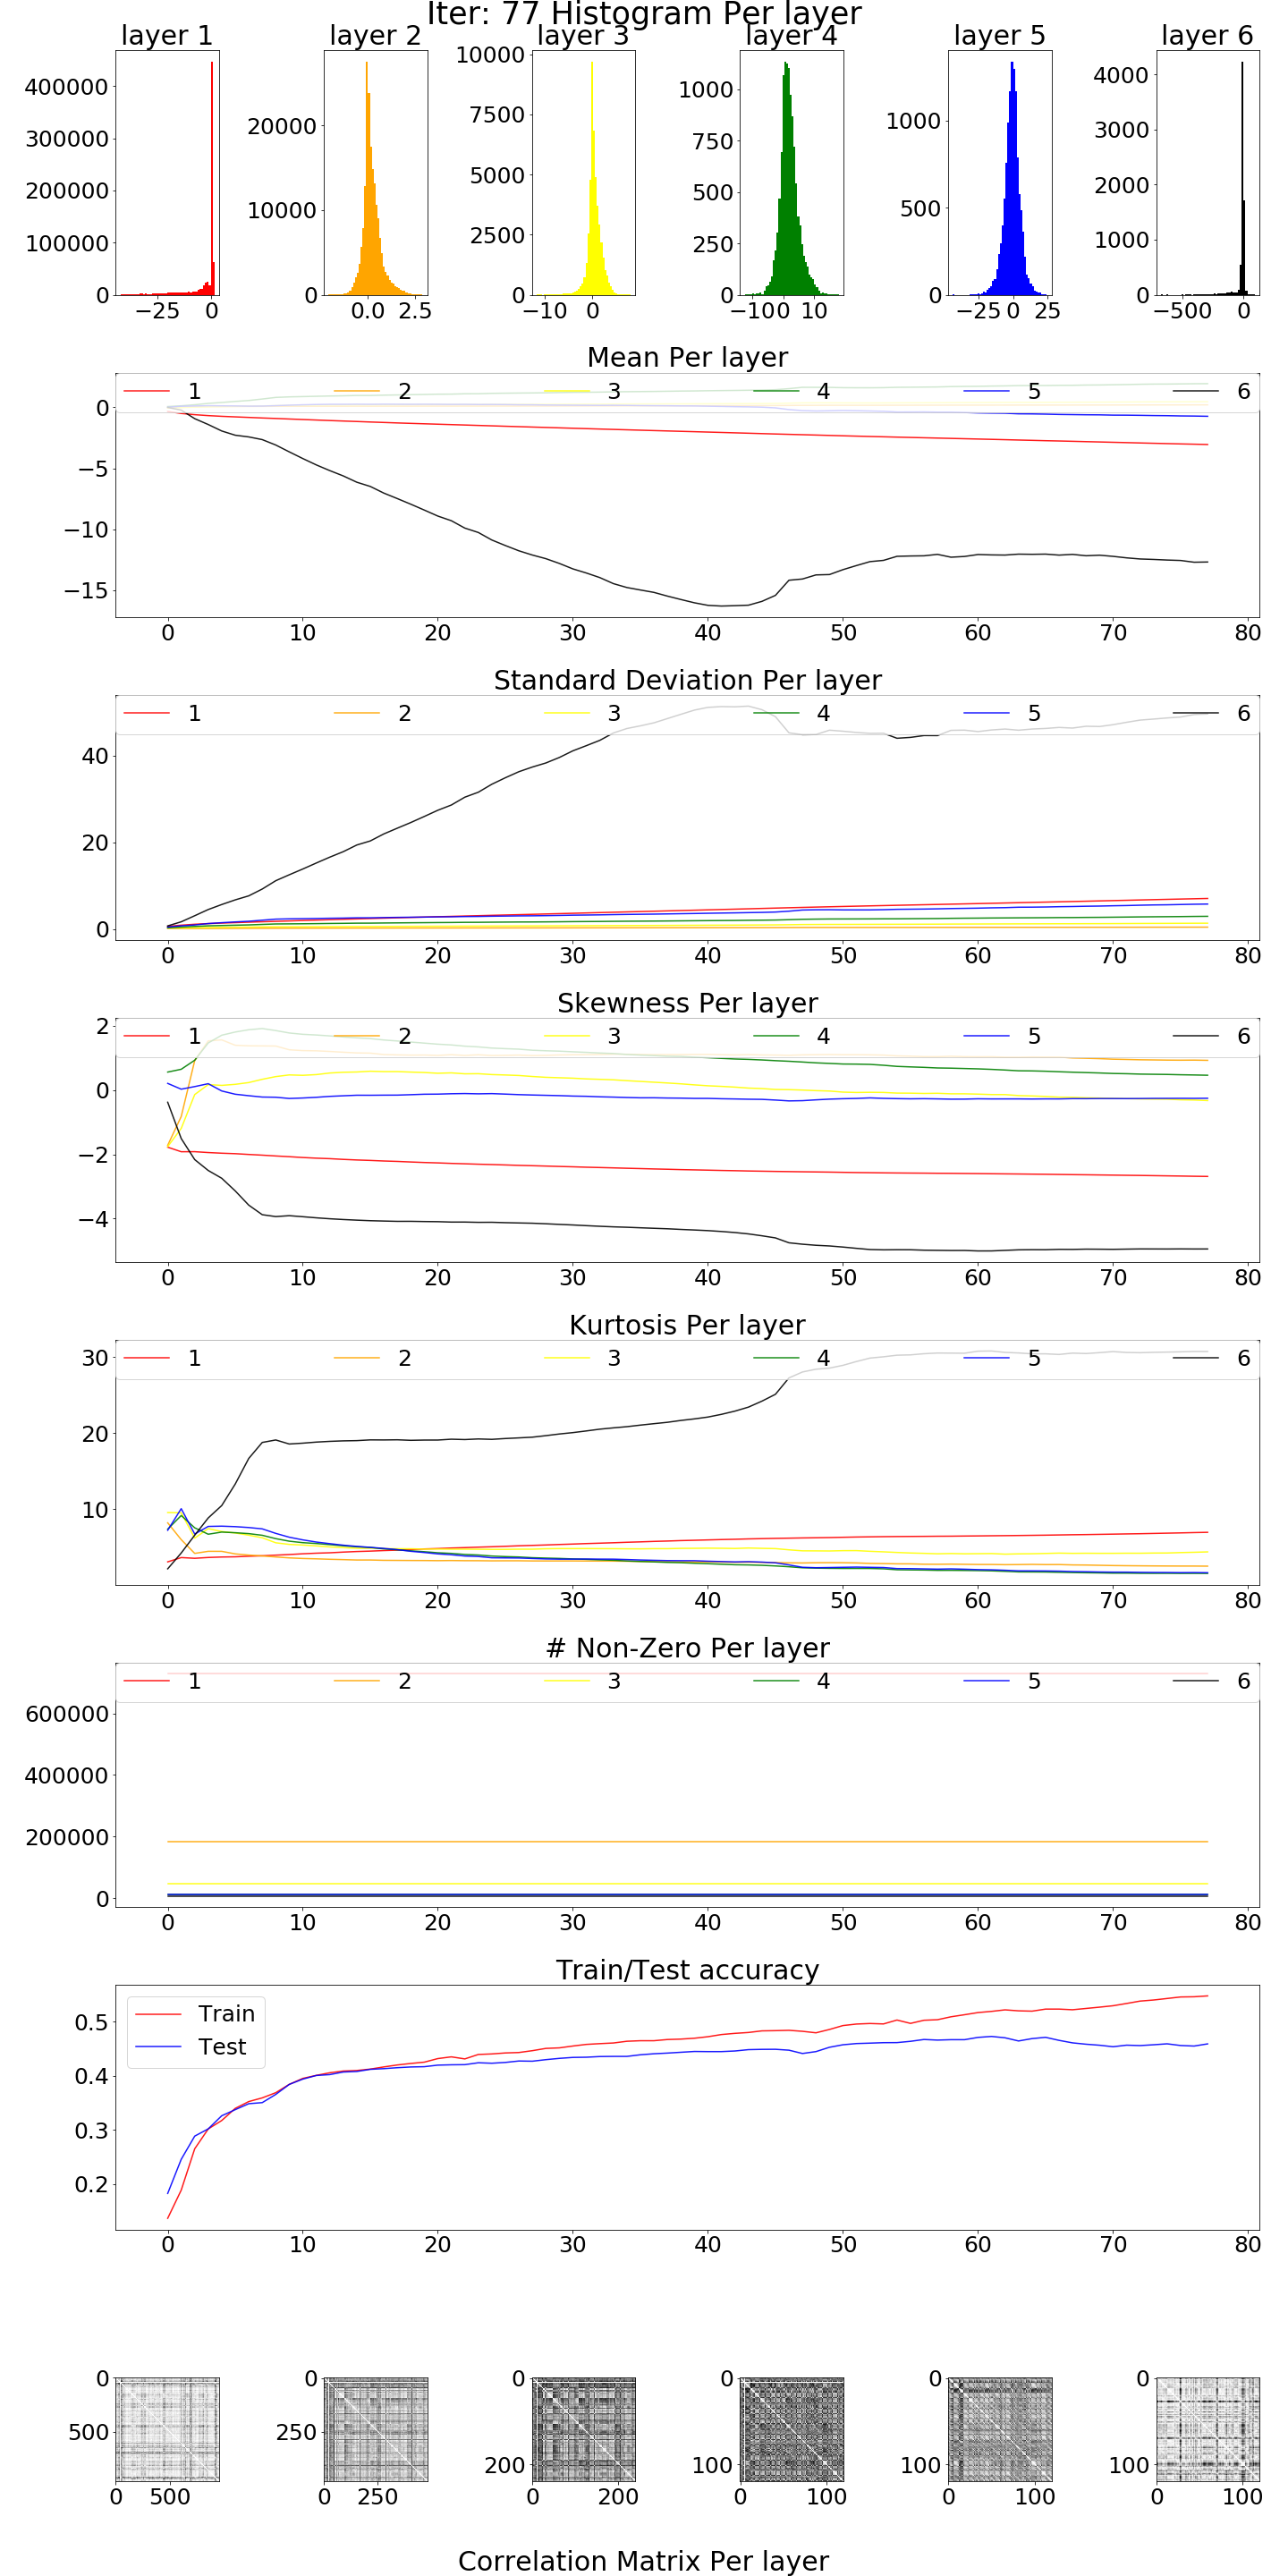 Iter: 77 Histogram Per layer
layer 1 layer 2 layer 3 layer 4 layer 5 layer 6
400000 300000 200000 100000 0 −25 0
20000 10000 0 0.0 2.5
10000 7500 5000 2500 0 −10 0
1000 750 500 250 0 −10 0 10
1000 500 0 −25 0 25
4000 3000 2000 1000 0 −500 0
Mean Per layer
1 2 3 4 5 6
0
−5
−10
−15
0 10 20 30 40 50 60 70 80
Standard Deviation Per layer
1 2 3 4 5 6
40
20
0
0 10 20 30 40 50 60 70 80
Skewness Per layer
2
1 2 3 4 5 6
0
−2
−4
0 10 20 30 40 50 60 70 80
Kurtosis Per layer
30 1 2 3 4 5 6
20
10
0 10 20 30 40 50 60 70 80
# Non-Zero Per layer
1 2 3 4 5 6
600000
400000
200000
0
0 10 20 30 40 50 60 70 80
Train/Test accuracy
Train
Test
0.5
0.4
0.3
0.2
0 10 20 30 40 50 60 70 80
0 500 0 500
0 250 0 250
0 200 0 200
0 100 0 100
0 100 0 100
0 100 0 100
Correlation Matrix Per layer